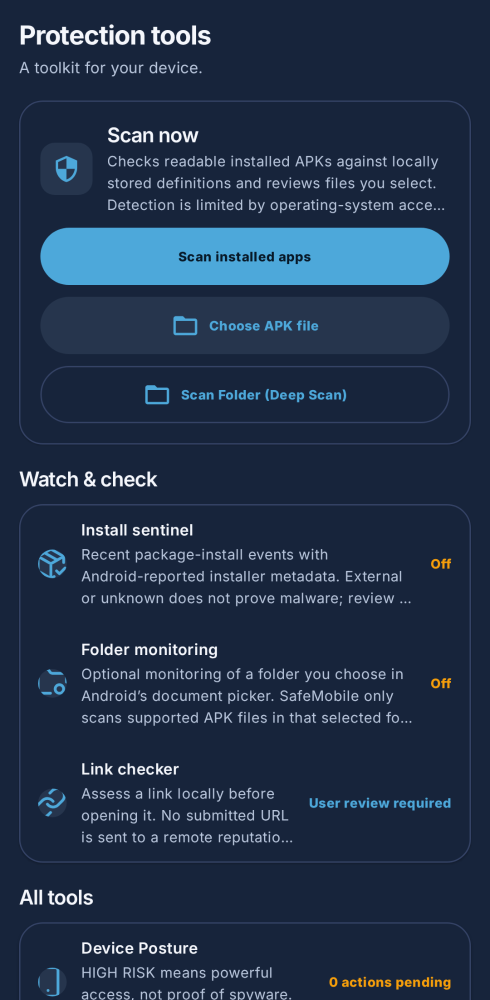 Protection tools
A toolkit for your device.
Scan now
Checks readable installed APKs against locally
stored definitions and reviews files you select.
Detection is limited by operating-system acce...
Scan installed apps
Choose APK file
Scan Folder (Deep Scan)
Watch & check
Install sentinel
Recent package-install events with
Android-reported installer metadata. External
or unknown does not prove malware; review ...
Off
Folder monitoring
Optional monitoring of a folder you choose in
Android’s document picker. SafeMobile only
scans supported APK files in that selected fo...
Off
Link checker
Assess a link locally before
opening it. No submitted URL
is sent to a remote reputatio...
User review required
All tools
Device Posture
HIGH RISK means powerful
access, not proof of spyware.
0 actions pending